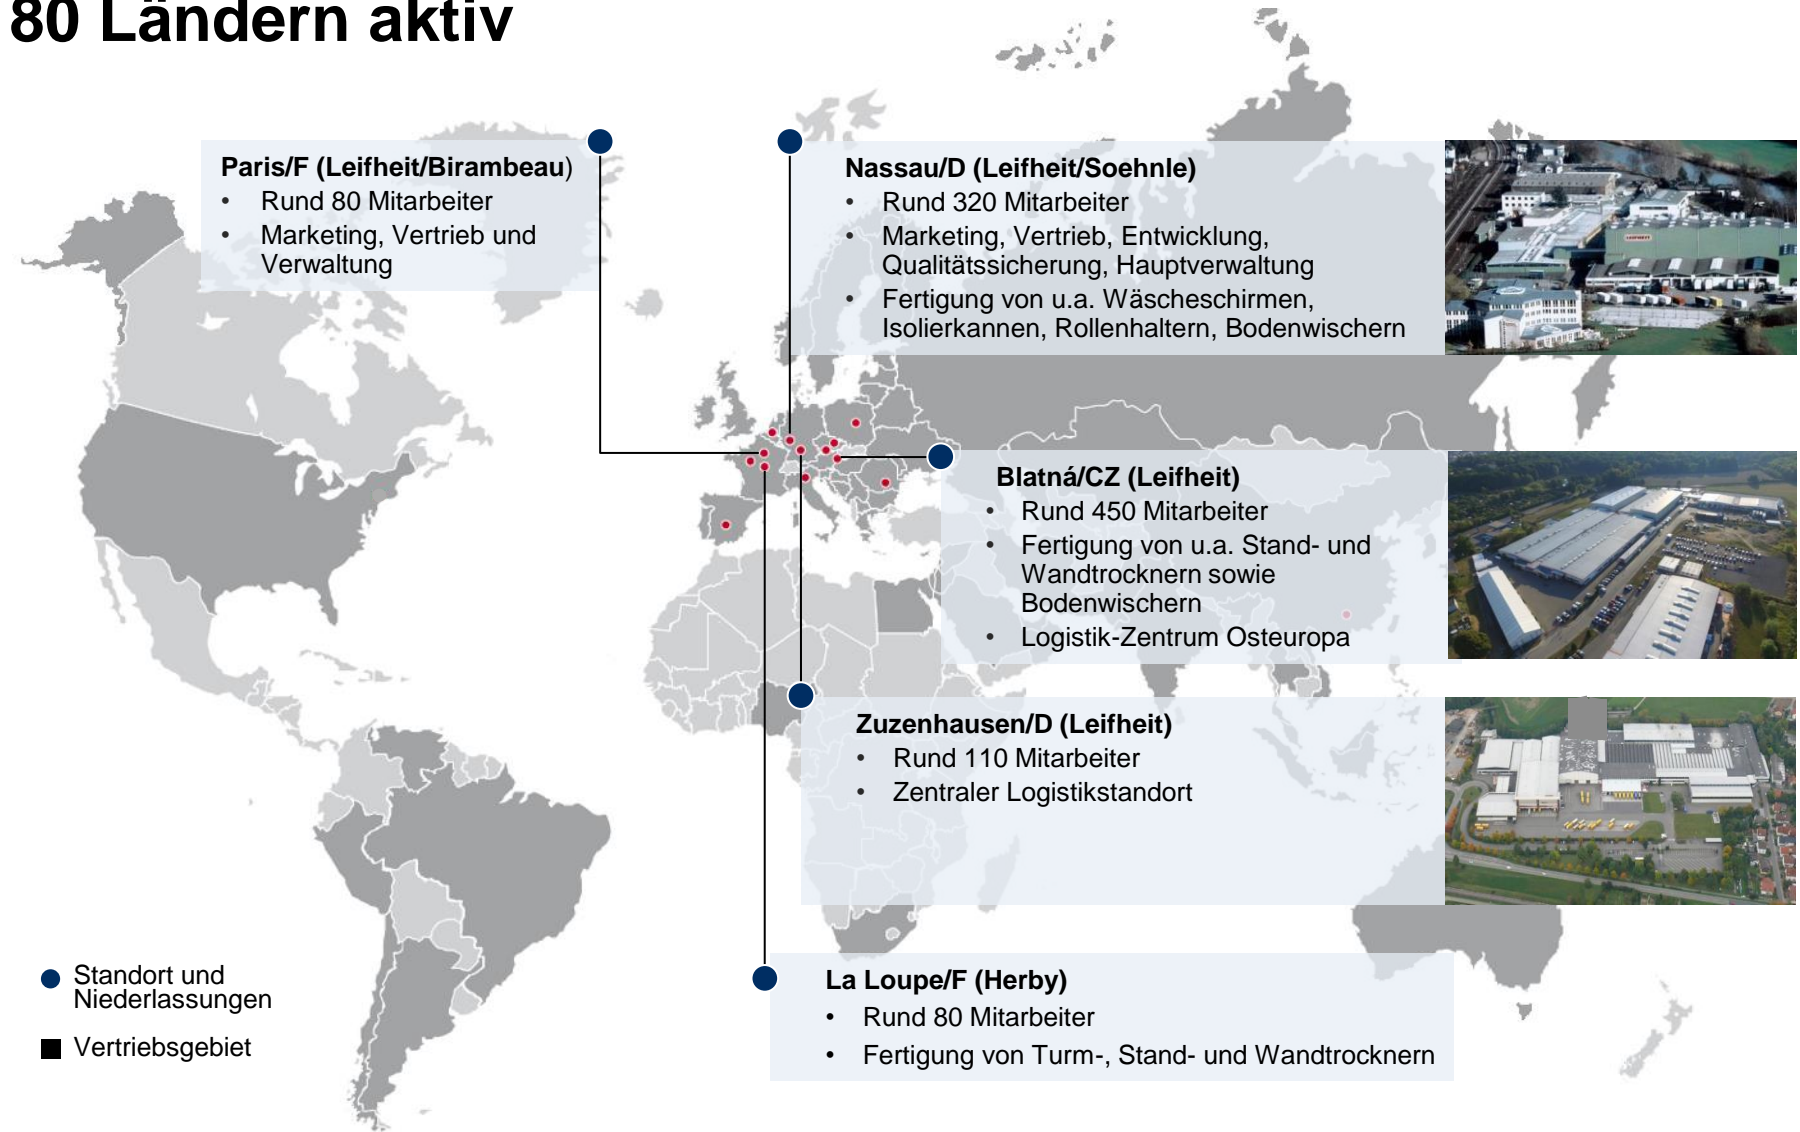 80 Ländern aktiv
Paris/F (Leifheit/Birambeau)
• Rund 80 Mitarbeiter
• Marketing, Vertrieb und
Verwaltung
Nassau/D (Leifheit/Soehnle)
• Rund 320 Mitarbeiter
• Marketing, Vertrieb, Entwicklung,
Qualitätssicherung, Hauptverwaltung
• Fertigung von u.a. Wäscheschirmen,
Isolierkannen, Rollenhaltern, Bodenwischern
LEIFHEIT
Blatná/CZ (Leifheit)
• Rund 450 Mitarbeiter
• Fertigung von u.a. Stand- und
Wandtrocknern sowie
Bodenwischern
• Logistik-Zentrum Osteuropa
Zuzenhausen/D (Leifheit)
• Rund 110 Mitarbeiter
• Zentraler Logistikstandort
La Loupe/F (Herby)
• Rund 80 Mitarbeiter
• Fertigung von Turm-, Stand- und Wandtrocknern
Standort und
Niederlassungen
Vertriebsgebiet